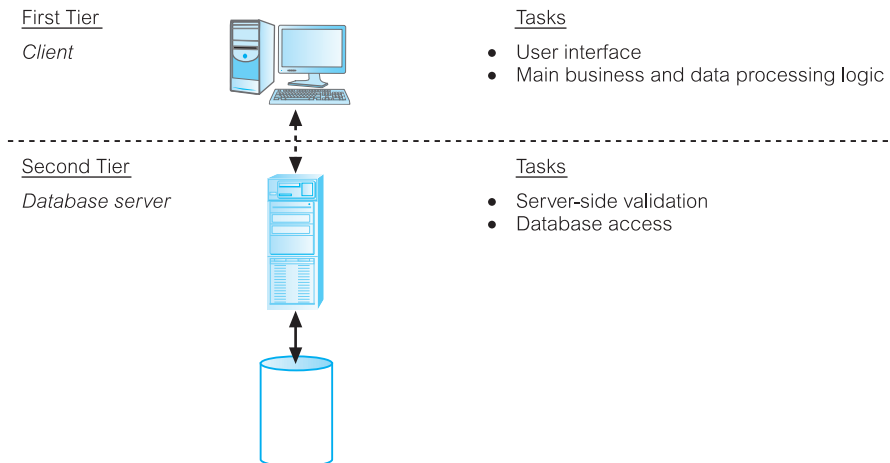 First Tier
Client
Tasks
• User interface
• Main business and data processing logic
Second Tier
Database server
Tasks
• Server-side validation
• Database access